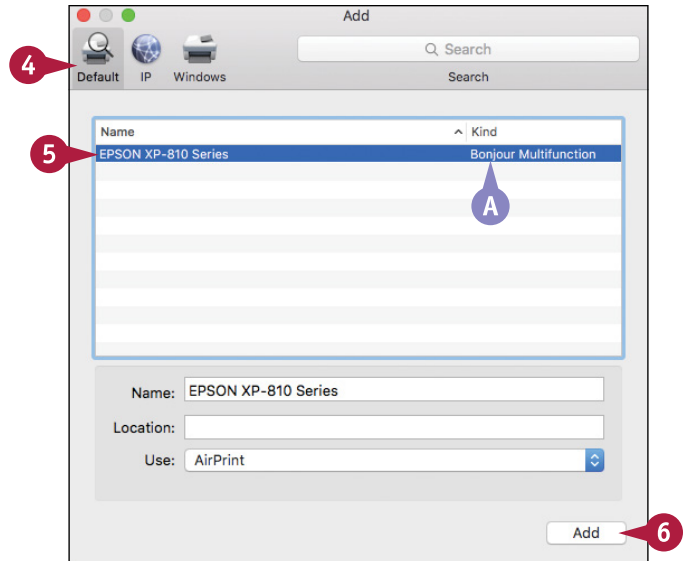 Add
Search
4
Default IP Windows
Search
Name Kind
5
EPSON XP-810 Series Bonjour Multifunction
A
Name: EPSON XP-810 Series
Location:
Use: AirPrint
Add
6